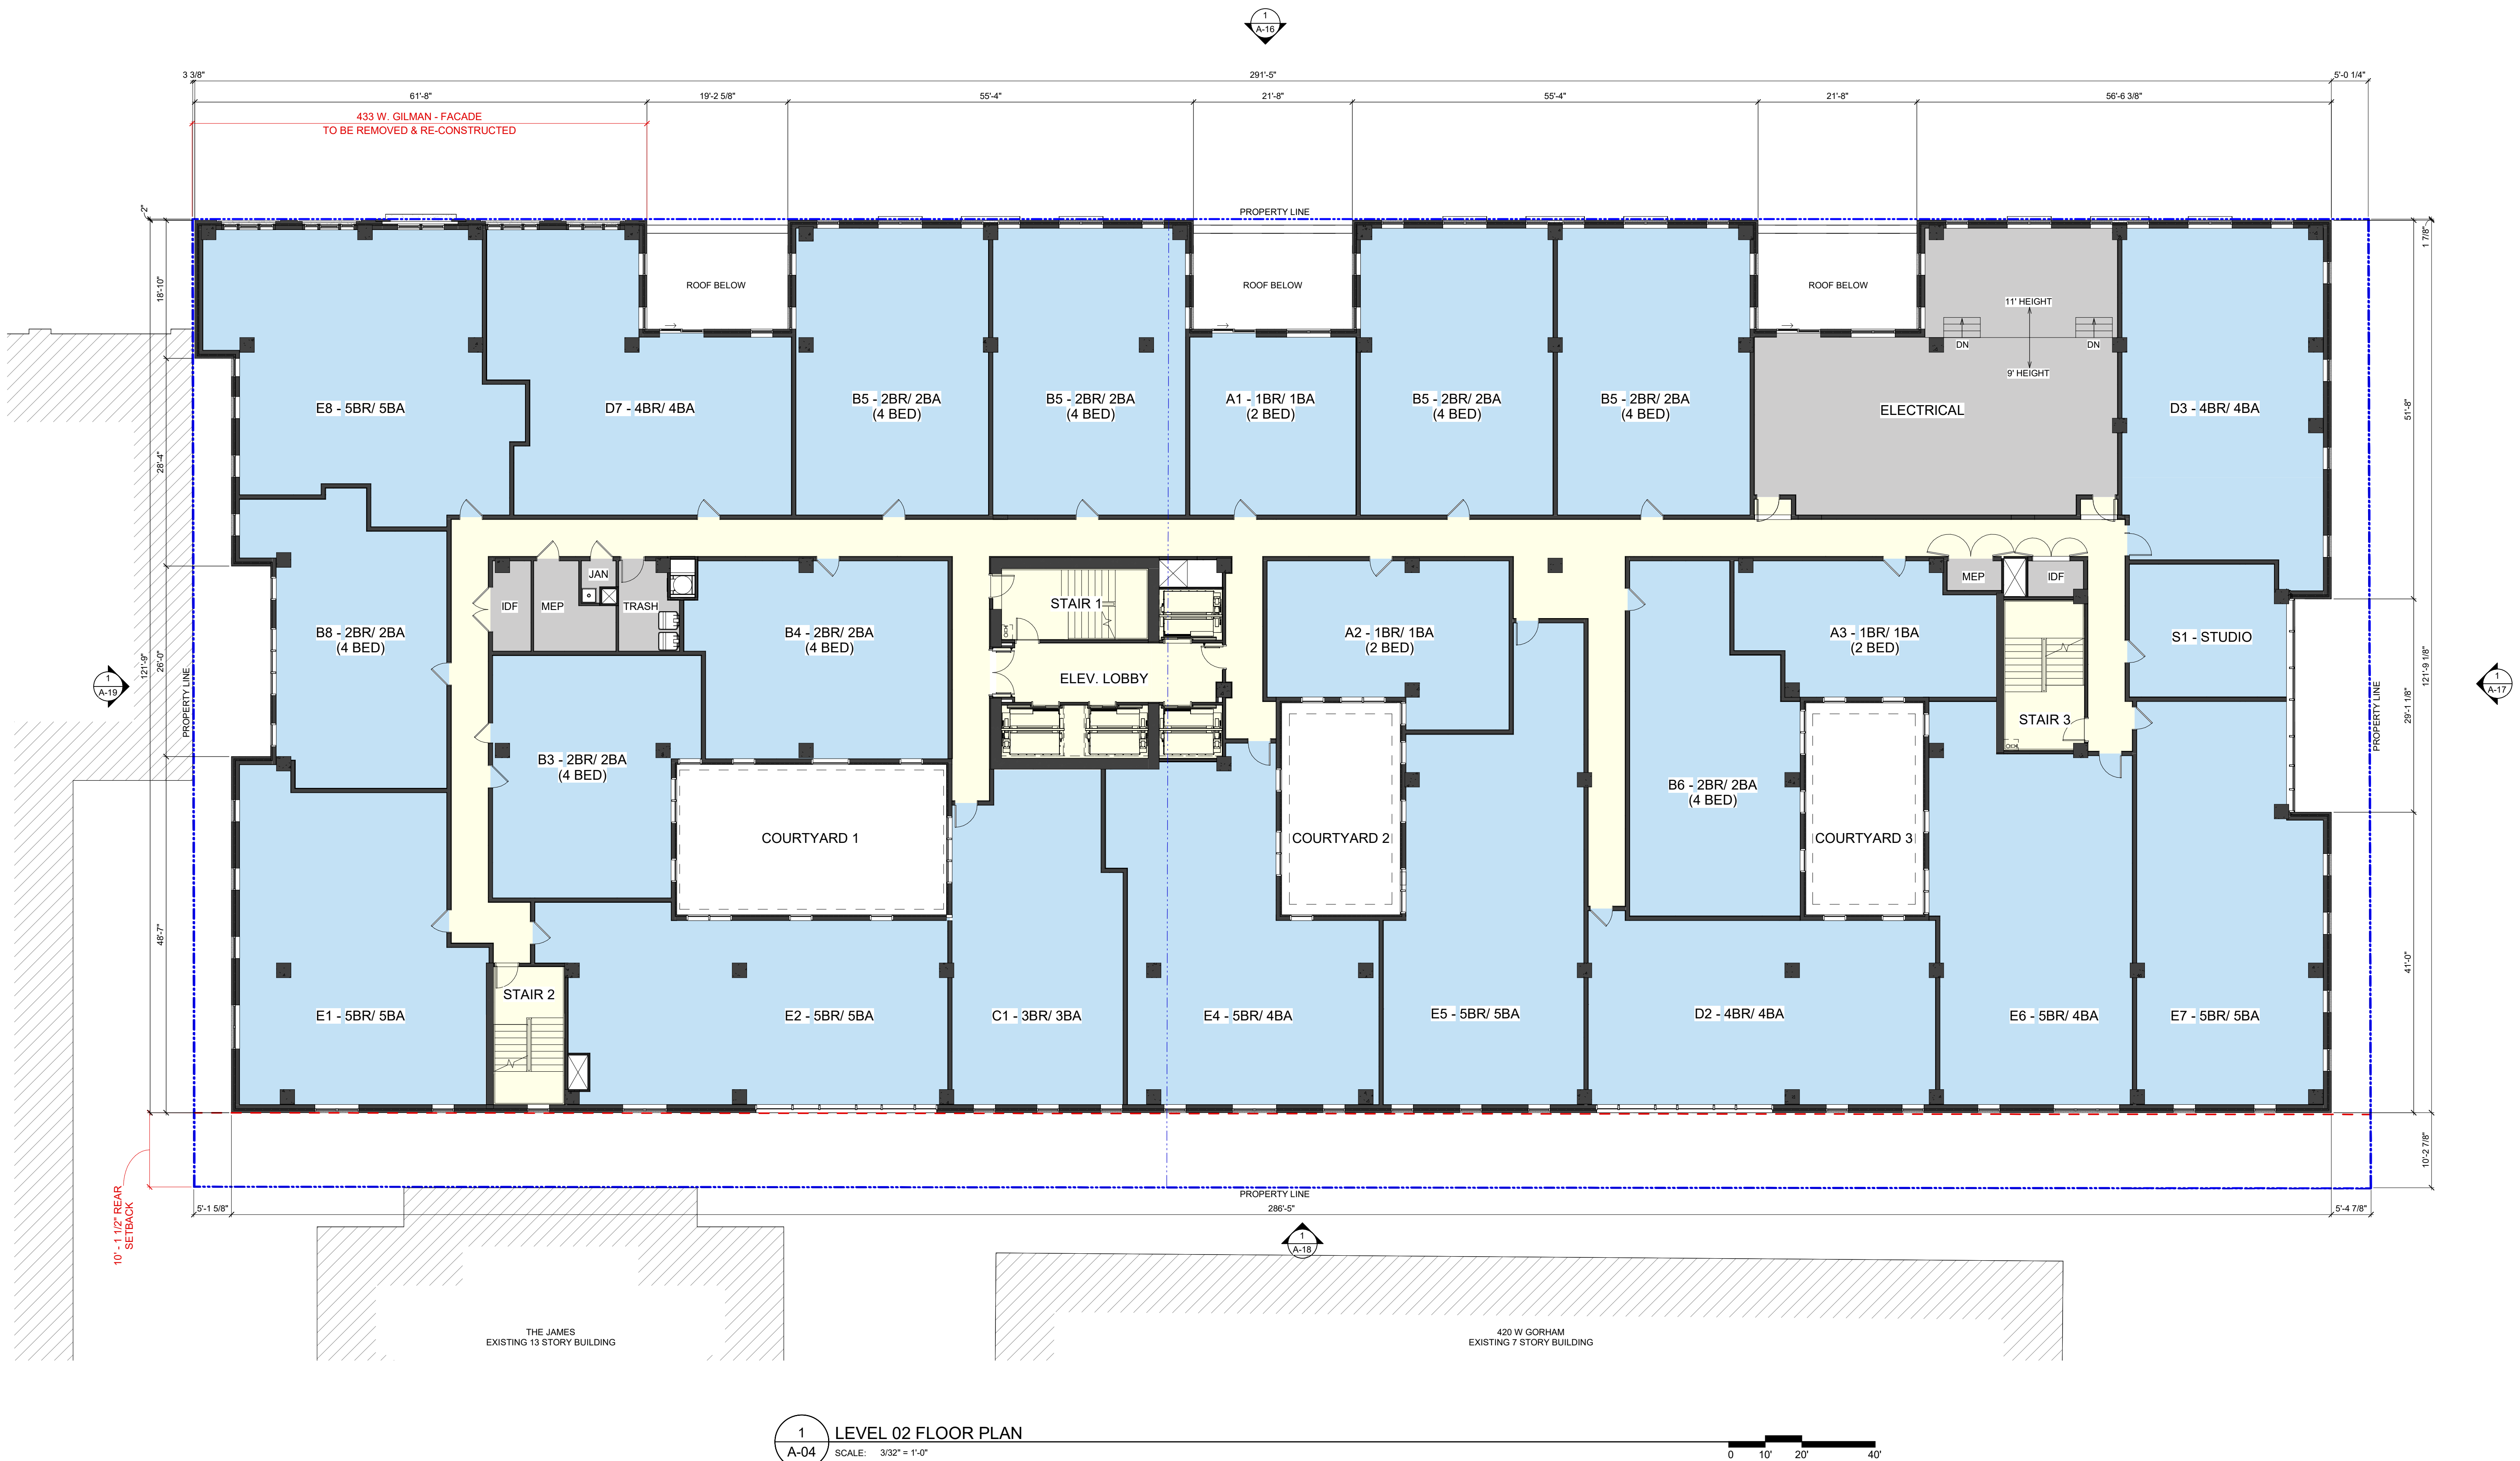 1
A-16
3 3/8"
291'-5"
5'-0 1/4"
61'-8"
19'-2 5/8"
55'-4"
21'-8"
55'-4"
21'-8"
56'-6 3/8"
433 W. GILMAN - FACADE
TO BE REMOVED & RE-CONSTRUCTED
PROPERTY LINE
2"
1 7/8"
18'-10"
ROOF BELOW
ROOF BELOW
ROOF BELOW
11' HEIGHT
DN
DN
9' HEIGHT
E8 - 5BR/ 5BA
D7 - 4BR/ 4BA
B5 - 2BR/ 2BA
(4 BED)
B5 - 2BR/ 2BA
(4 BED)
A1 - 1BR/ 1BA
(2 BED)
B5 - 2BR/ 2BA
(4 BED)
B5 - 2BR/ 2BA
(4 BED)
ELECTRICAL
D3 - 4BR/ 4BA
51'-8"
28'-4"
IDF
MEP
JAN
TRASH
STAIR 1
MEP
IDF
B8 - 2BR/ 2BA
(4 BED)
B4 - 2BR/ 2BA
(4 BED)
A2 - 1BR/ 1BA
(2 BED)
A3 - 1BR/ 1BA
(2 BED)
S1 - STUDIO
121'-9"
26'-0"
121'-9 1/8"
29'-1 1/8"
1
A-19
PROPERTY LINE
ELEV. LOBBY
STAIR 3
PROPERTY LINE
1
A-17
B3 - 2BR/ 2BA
(4 BED)
B6 - 2BR/ 2BA
(4 BED)
COURTYARD 1
COURTYARD 2
COURTYARD 3
48'-7"
41'-0"
STAIR 2
E1 - 5BR/ 5BA
E2 - 5BR/ 5BA
C1 - 3BR/ 3BA
E4 - 5BR/ 4BA
E5 - 5BR/ 5BA
D2 - 4BR/ 4BA
E6 - 5BR/ 4BA
E7 - 5BR/ 5BA
10'-2 7/8"
10' - 1 1/2" REAR
SETBACK
PROPERTY LINE
5'-1 5/8"
286'-5"
5'-4 7/8"
1
A-18
THE JAMES
EXISTING 13 STORY BUILDING
420 W GORHAM
EXISTING 7 STORY BUILDING
1
A-04
LEVEL 02 FLOOR PLAN
SCALE: 3/32" = 1'-0"
0 10' 20' 40'